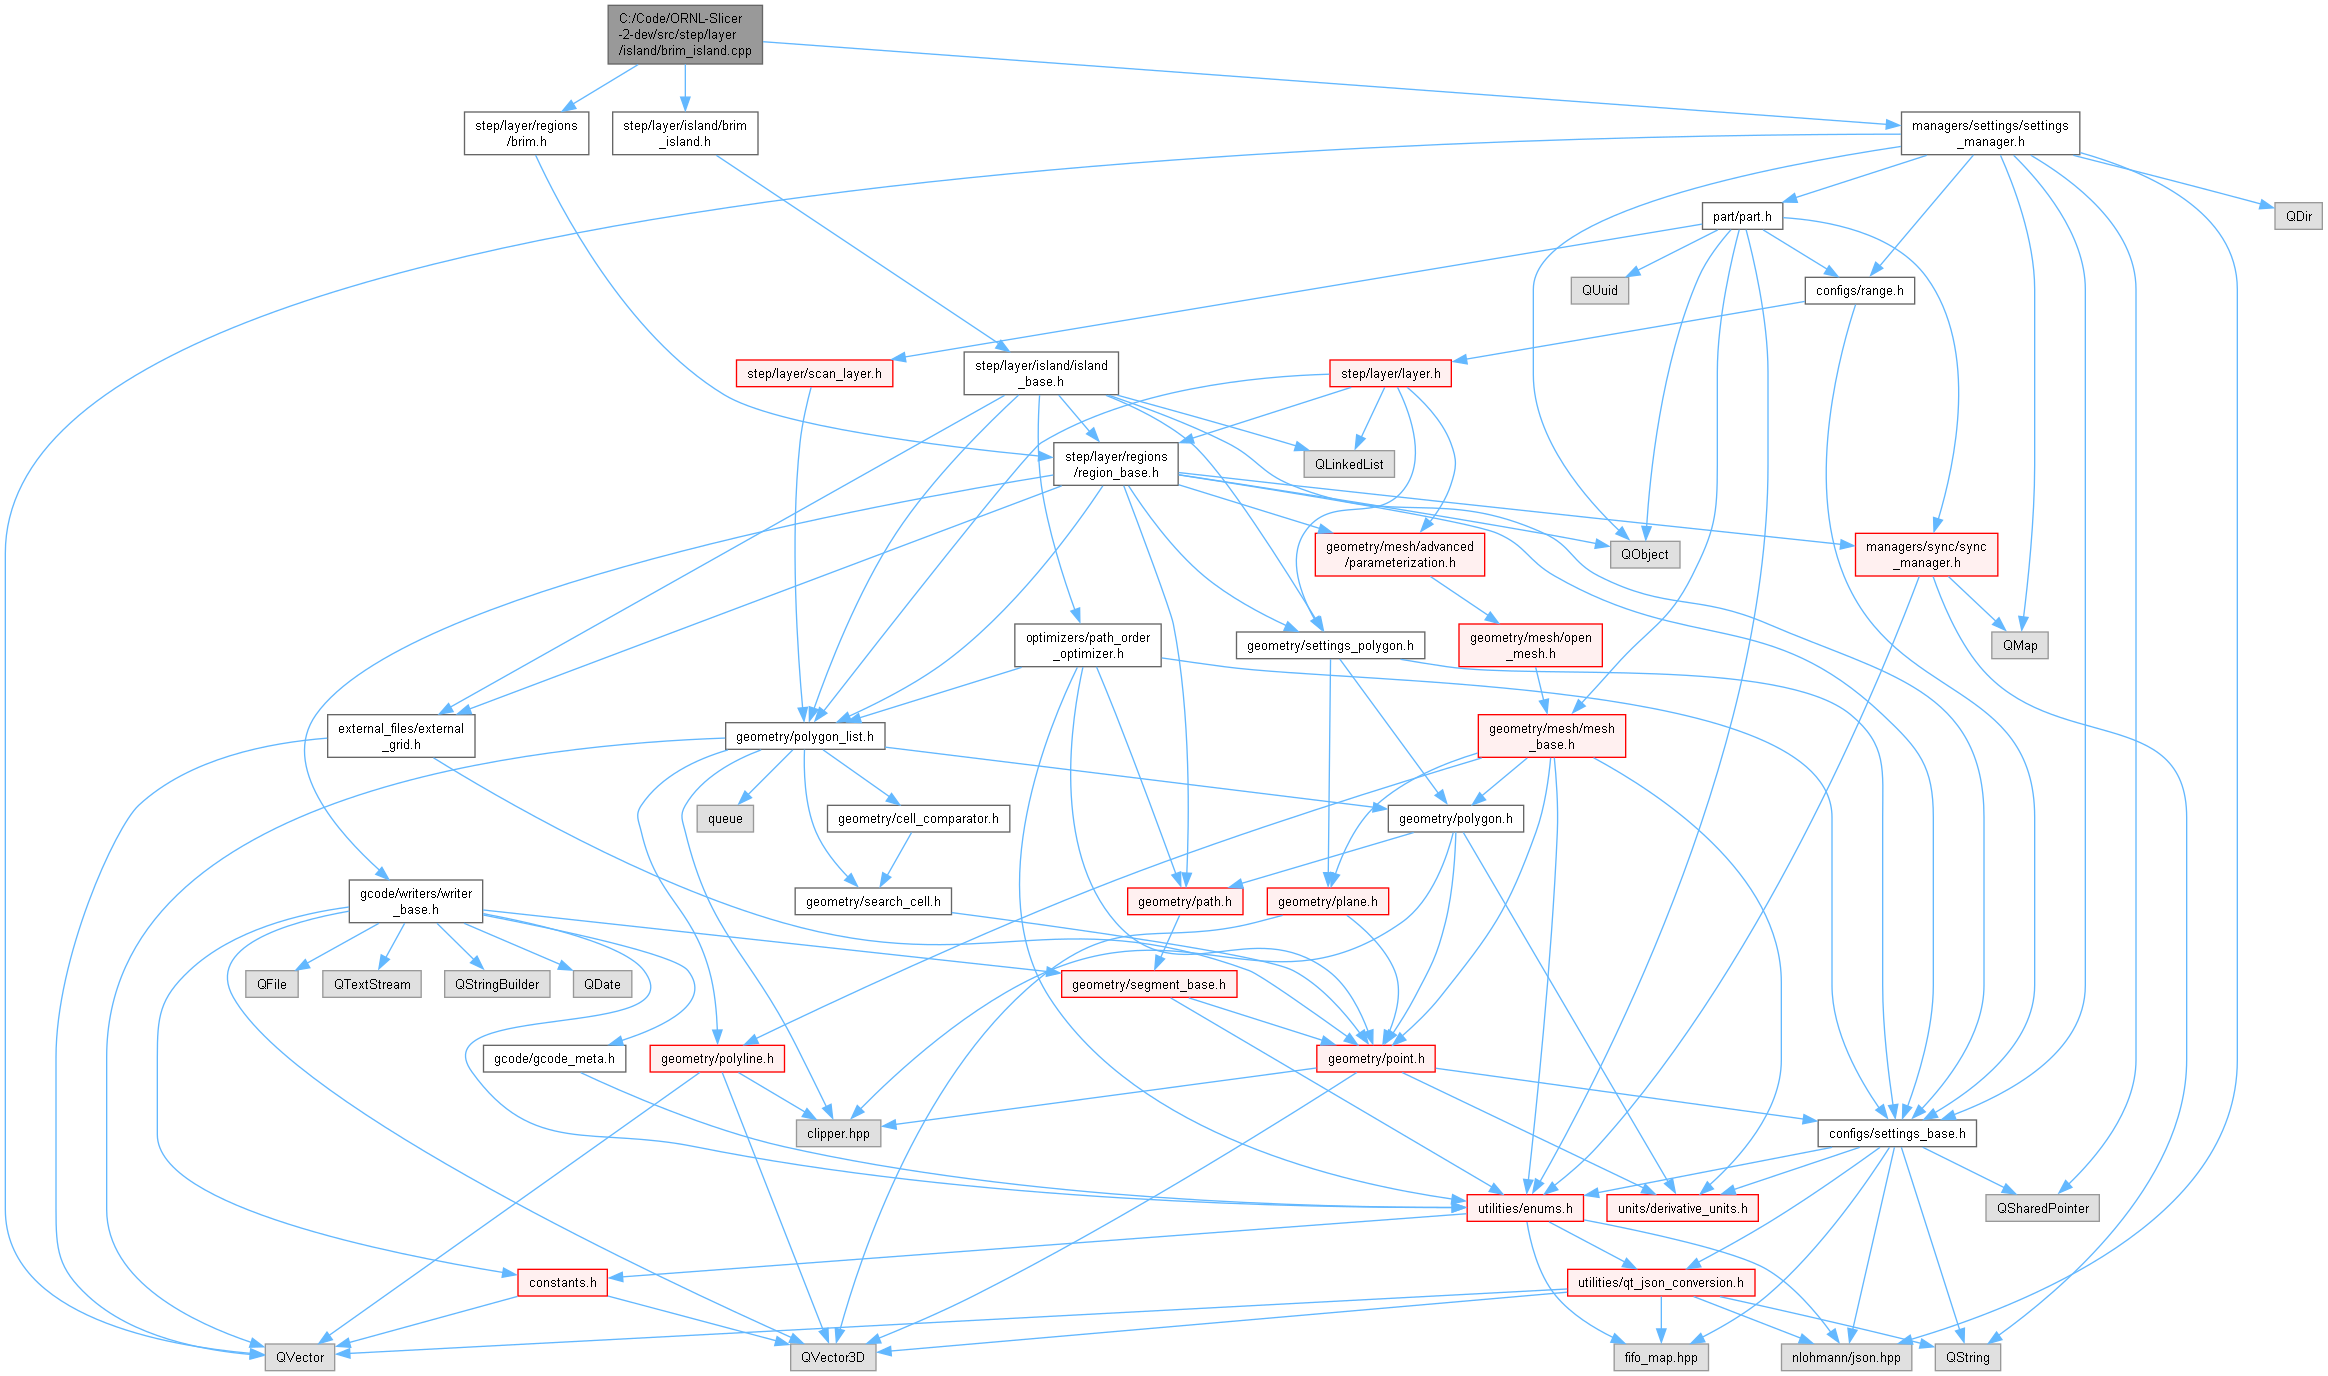 C:/Code/ORNL-Slicer
-2-dev/src/step/layer
/island/brim_island.cpp
step/layer/regions
/brim.h
step/layer/island/brim
_island.h
managers/settings/settings
_manager.h
part/part.h
QDir
QUuid
configs/range.h
step/layer/scan_layer.h
step/layer/island/island
_base.h
step/layer/layer.h
step/layer/regions
/region_base.h
QLinkedList
geometry/mesh/advanced
/parameterization.h
QObject
managers/sync/sync
_manager.h
optimizers/path_order
_optimizer.h
geometry/settings_polygon.h
geometry/mesh/open
_mesh.h
QMap
external_files/external
_grid.h
geometry/polygon_list.h
geometry/mesh/mesh
_base.h
queue
geometry/cell_comparator.h
geometry/polygon.h
gcode/writers/writer
_base.h
geometry/search_cell.h
geometry/path.h
geometry/plane.h
QFile
QTextStream
QStringBuilder
QDate
geometry/segment_base.h
gcode/gcode_meta.h
geometry/polyline.h
geometry/point.h
clipper.hpp
configs/settings_base.h
utilities/enums.h
units/derivative_units.h
QSharedPointer
constants.h
utilities/qt_json_conversion.h
QVector
QVector3D
fifo_map.hpp
nlohmann/json.hpp
QString